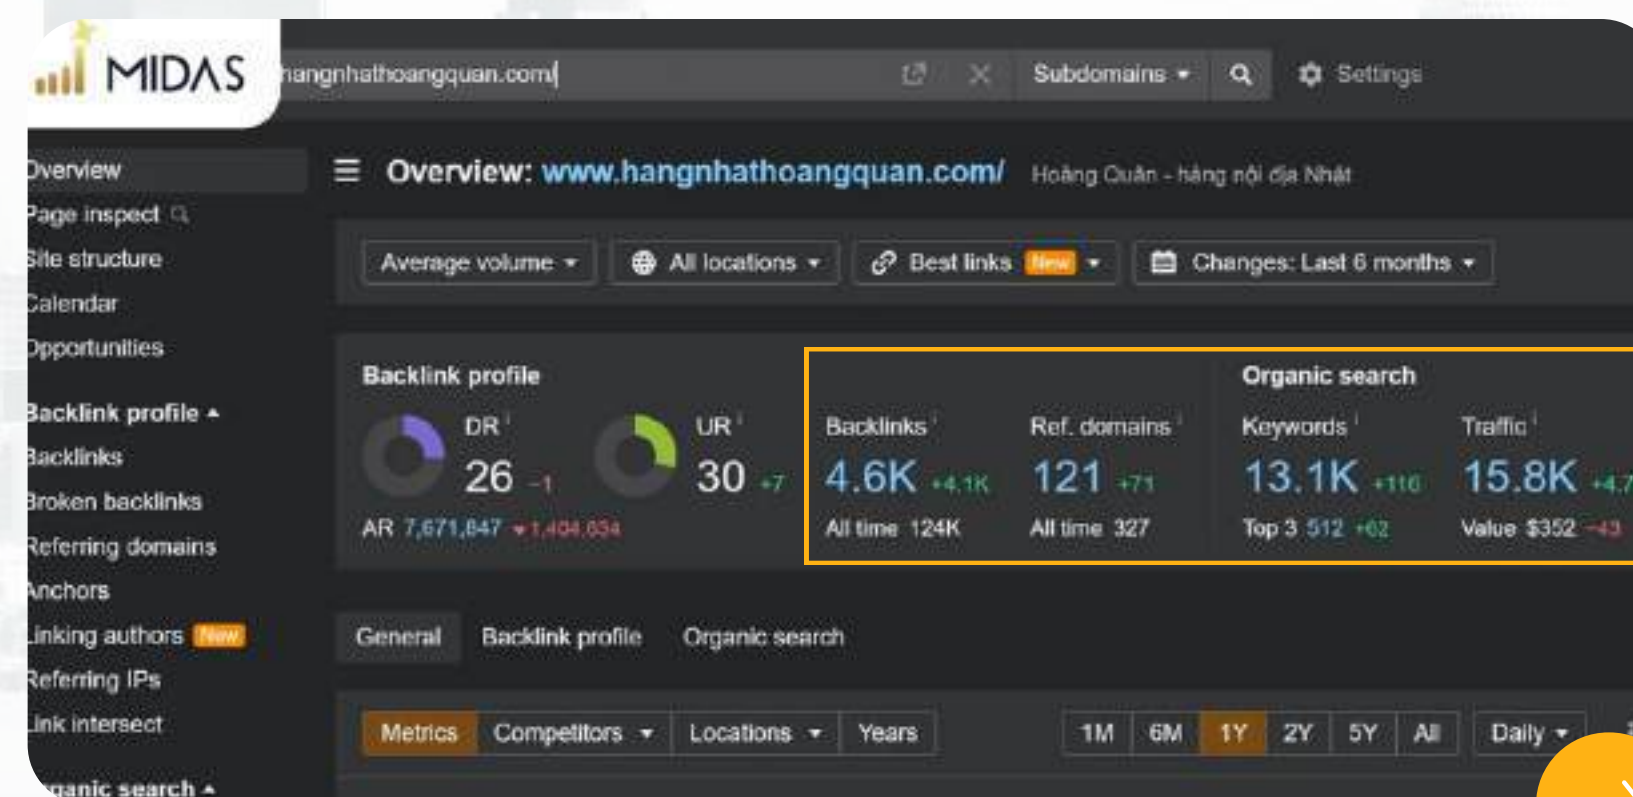 MIDAS
hangnhathoangquan.com/
Subdomains
Settings
Overview
Page inspect
Site structure
Calendar
Opportunities
Backlink profile
Backlinks
Broken backlinks
Referring domains
Anchors
Linking authors New
Referring IPs
Link intersect
Organic search
Overview: www.hangnhathoangquan.com/ Hoàng Quân - hàng nội địa Nhật
Average volume
All locations
Best links New
Changes: Last 6 months
Backlink profile
DR
26 -1
UR
30 +7
AR 7,671,847 1,404,634
Backlinks
4.6K +4.1K
All time 124K
Ref. domains
121 +71
All time 327
Organic search
Keywords
13.1K +116
Top 3 512 +62
Traffic
15.8K +4.7
Value $352 -43
General Backlink profile Organic search
Metrics Competitors Locations Years
1M 6M 1Y 2Y 5Y All
Daily